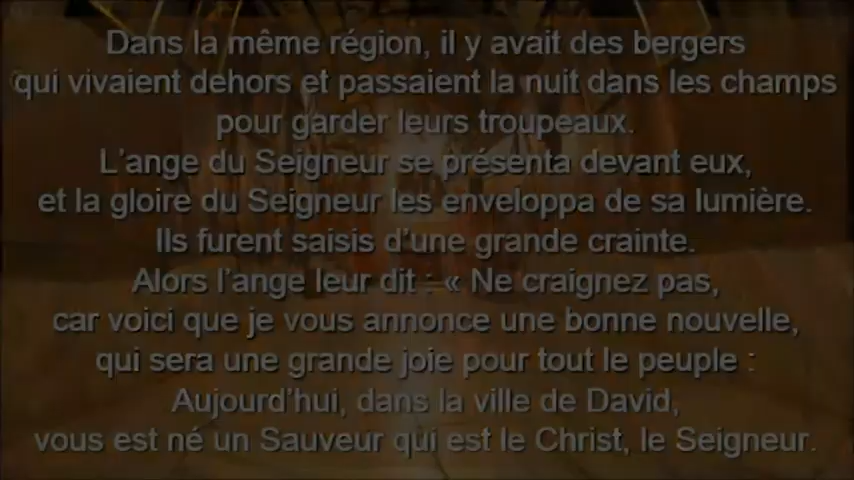 Dans la même région, il y avait des bergers
qui vivaient dehors et passaient la nuit dans les champs
pour garder leurs troupeaux.
L’ange du Seigneur se présenta devant eux,
et la gloire du Seigneur les enveloppa de sa lumière.
Ils furent saisis d’une grande crainte.
Alors l’ange leur dit : « Ne craignez pas,
car voici que je vous annonce une bonne nouvelle,
qui sera une grande joie pour tout le peuple :
Aujourd’hui, dans la ville de David,
vous est né un Sauveur qui est le Christ, le Seigneur.